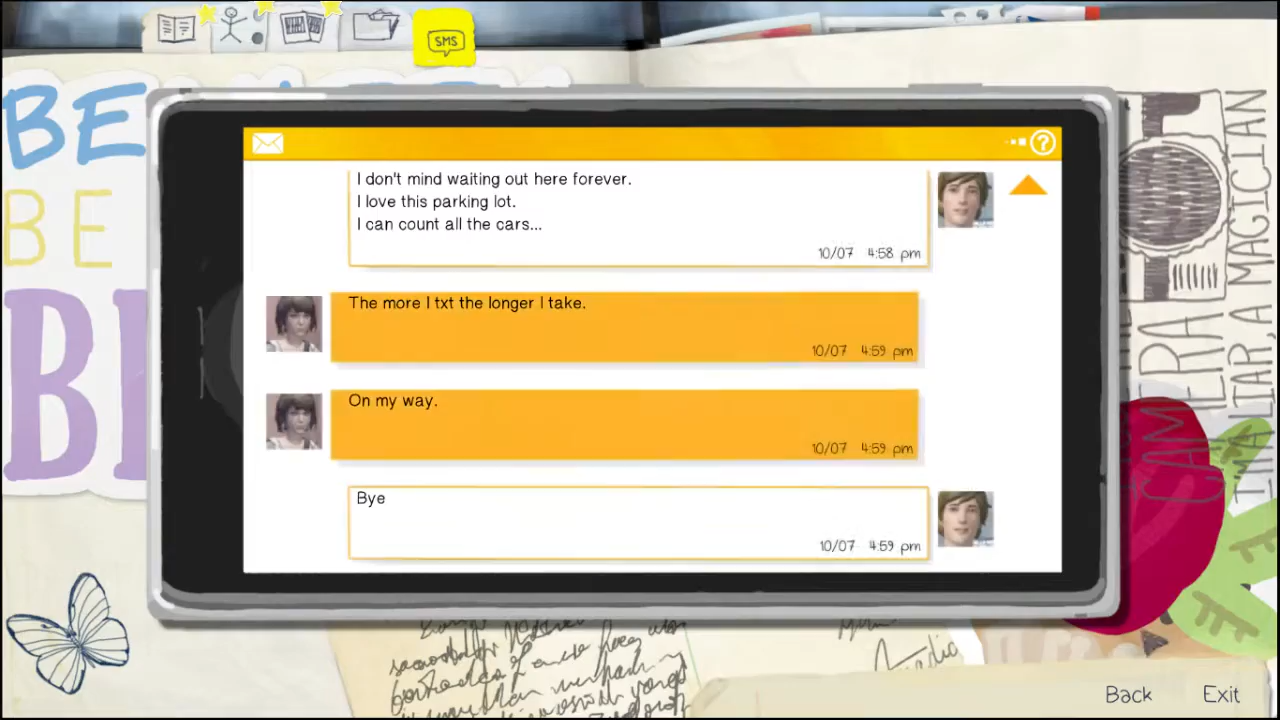 SMS
BE
BE
I don't mind waiting out here forever.
I love this parking lot.
I can count all the cars...
10/07 4:58 pm
The more I txt the longer I take.
10/07 4:59 pm
On my way.
10/07 4:59 pm
Bye
10/07 4:59 pm
CAMERA
I'M A LIAR, A MAGICIAN
Back
Exit